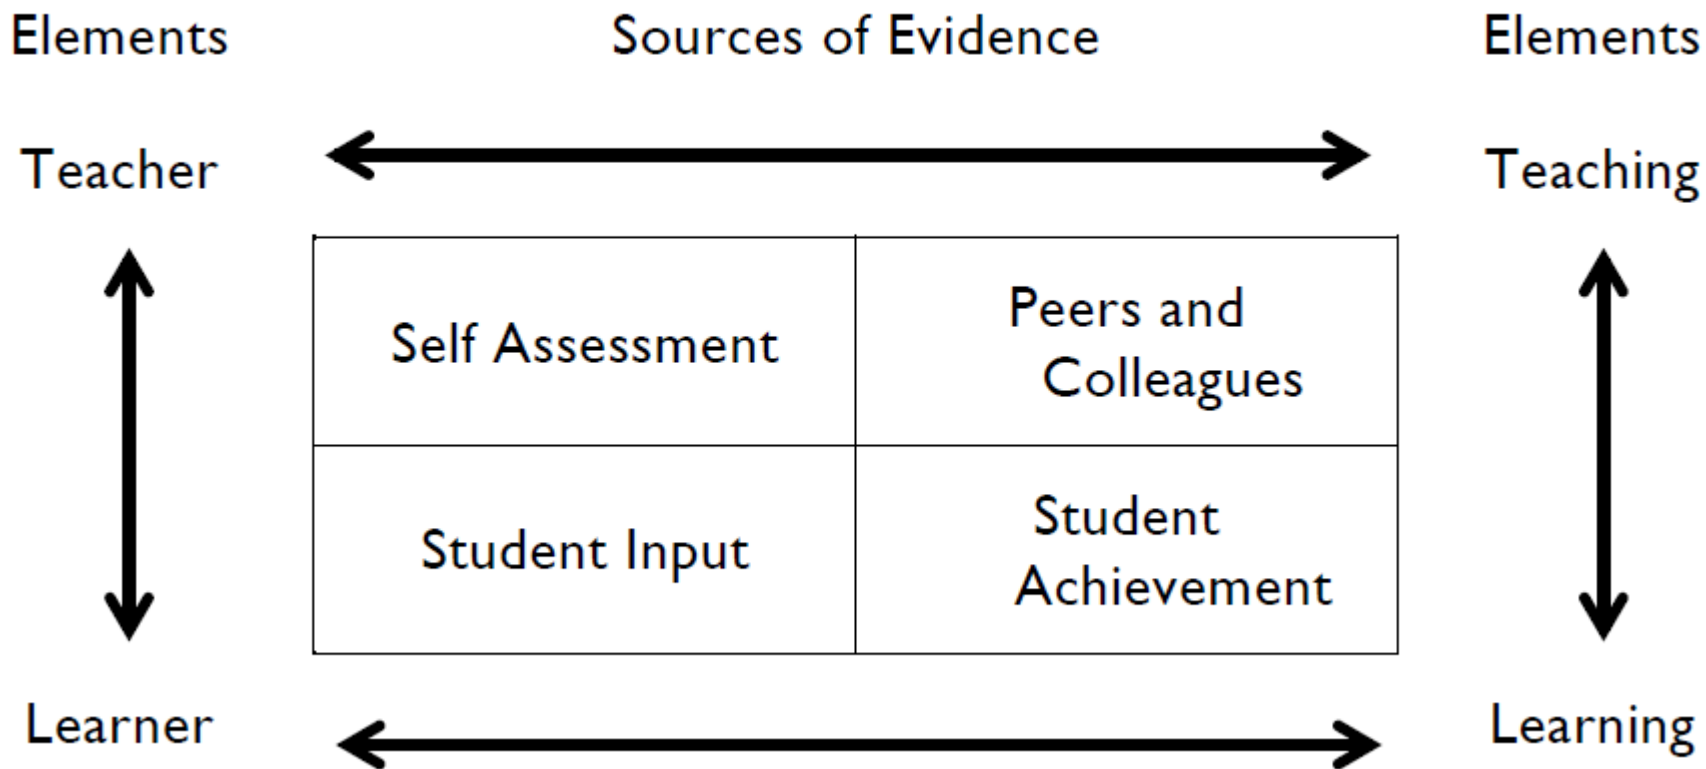 Elements
Sources of Evidence
Elements
Teacher
Teaching
Self Assessment
Peers and
Colleagues
Student Input
Student
Achievement
Learner
Learning